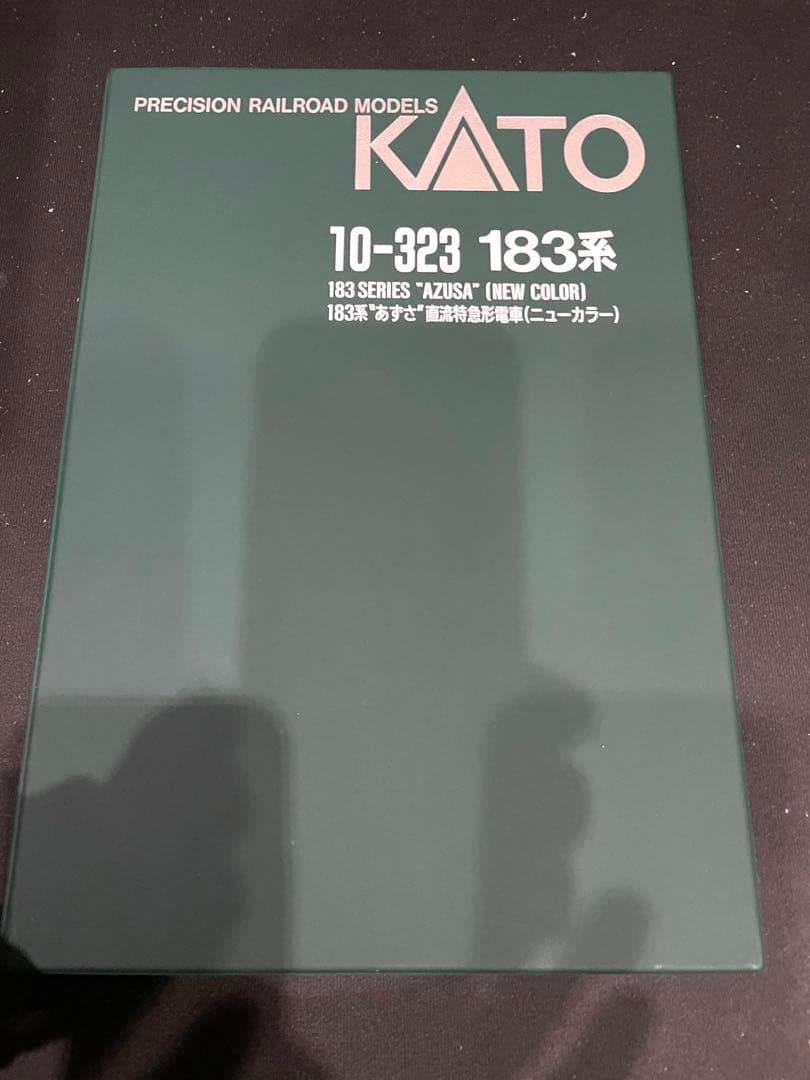 PRECISION RAILROAD MODELS
KATO
10-323 183系
183 SERIES "AZUSA" (NEW COLOR)
183系"あずさ"直流特急形電車(ニューカラー)